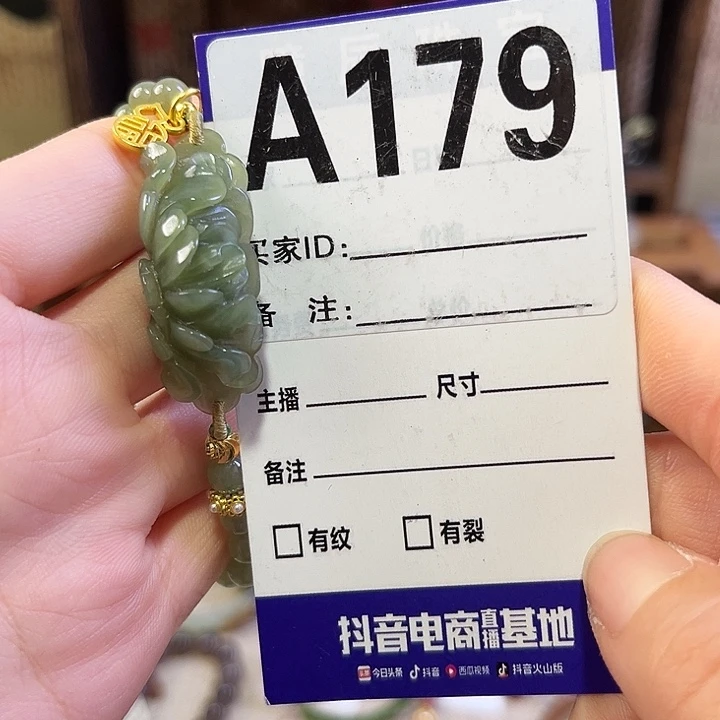 A179
买家ID:
备 注:
主播 尺寸
备注
有纹 有裂
抖音电商直播基地
今日头条 抖音 西瓜视频 抖音火山版